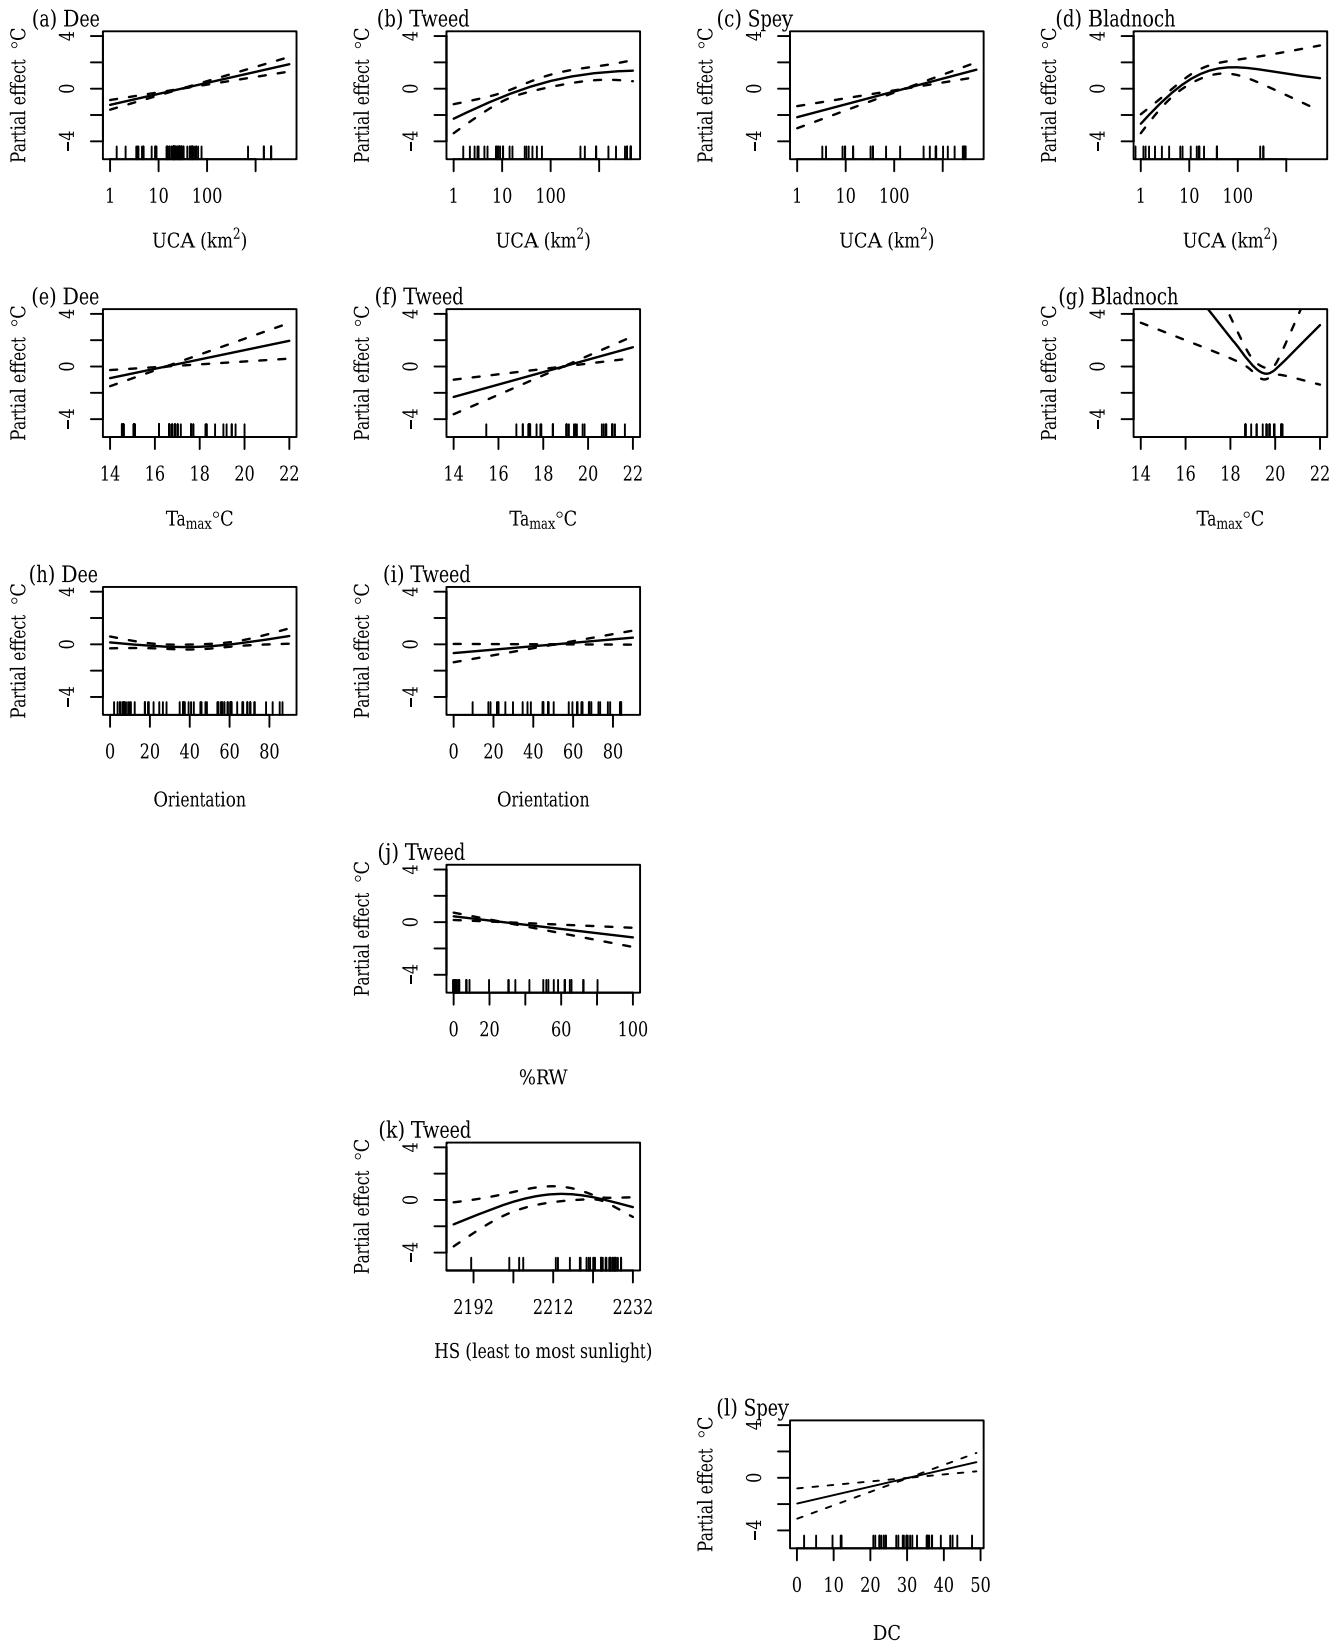 (a) Dee
Partial effect °C
4
0
−4
1 10 100
UCA (km²)
(b) Tweed
Partial effect °C
4
0
−4
1 10 100
UCA (km²)
(c) Spey
Partial effect °C
4
0
−4
1 10 100
UCA (km²)
(d) Bladnoch
Partial effect °C
4
0
−4
1 10 100
UCA (km²)
(e) Dee
Partial effect °C
4
0
−4
14 16 18 20 22
Tamax°C
(f) Tweed
Partial effect °C
4
0
−4
14 16 18 20 22
Tamax°C
(g) Bladnoch
Partial effect °C
4
0
−4
14 16 18 20 22
Tamax°C
(h) Dee
Partial effect °C
4
0
−4
0 20 40 60 80
Orientation
(i) Tweed
Partial effect °C
4
0
−4
0 20 40 60 80
Orientation
(j) Tweed
Partial effect °C
4
0
−4
0 20 60 100
%RW
(k) Tweed
Partial effect °C
4
0
−4
2192 2212 2232
HS (least to most sunlight)
(l) Spey
Partial effect °C
4
0
−4
0 10 20 30 40 50
DC